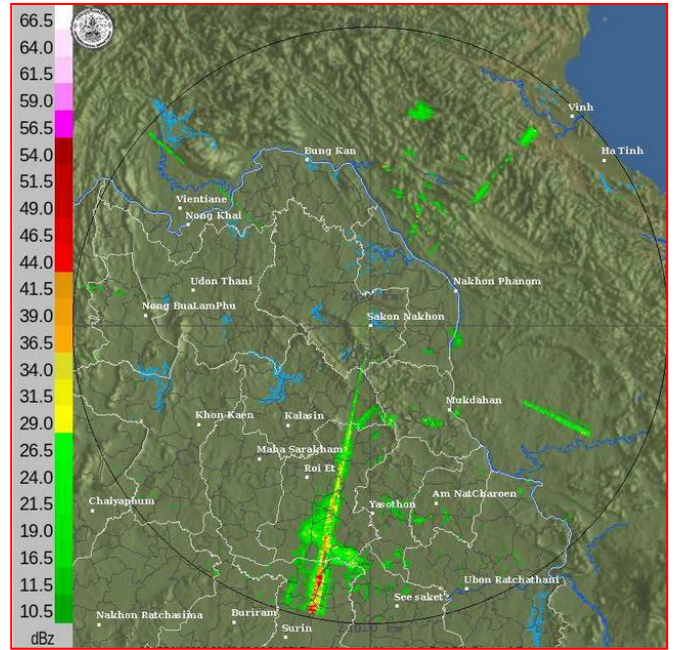 66.5
64.0
61.5
59.0
56.5
54.0
51.5
49.0
46.5
44.0
41.5
39.0
36.5
34.0
31.5
29.0
26.5
24.0
21.5
19.0
16.5
11.5
10.5
dBz
Vinh
Ha Tinh
Bung Kan
Vientiane
Nong Khai
Udon Thani
Nakhon Phanom
Nong BuaLamPhu
Sakon Nakhon
Mukdahan
Khon Kaen
Kalasin
Maha Sarakham
Roi Et
Chaiyaphum
Yasothon
Am NatCharoen
Ubon Ratchathani
See saket
Nakhon Ratchasima
Buriram
Surin